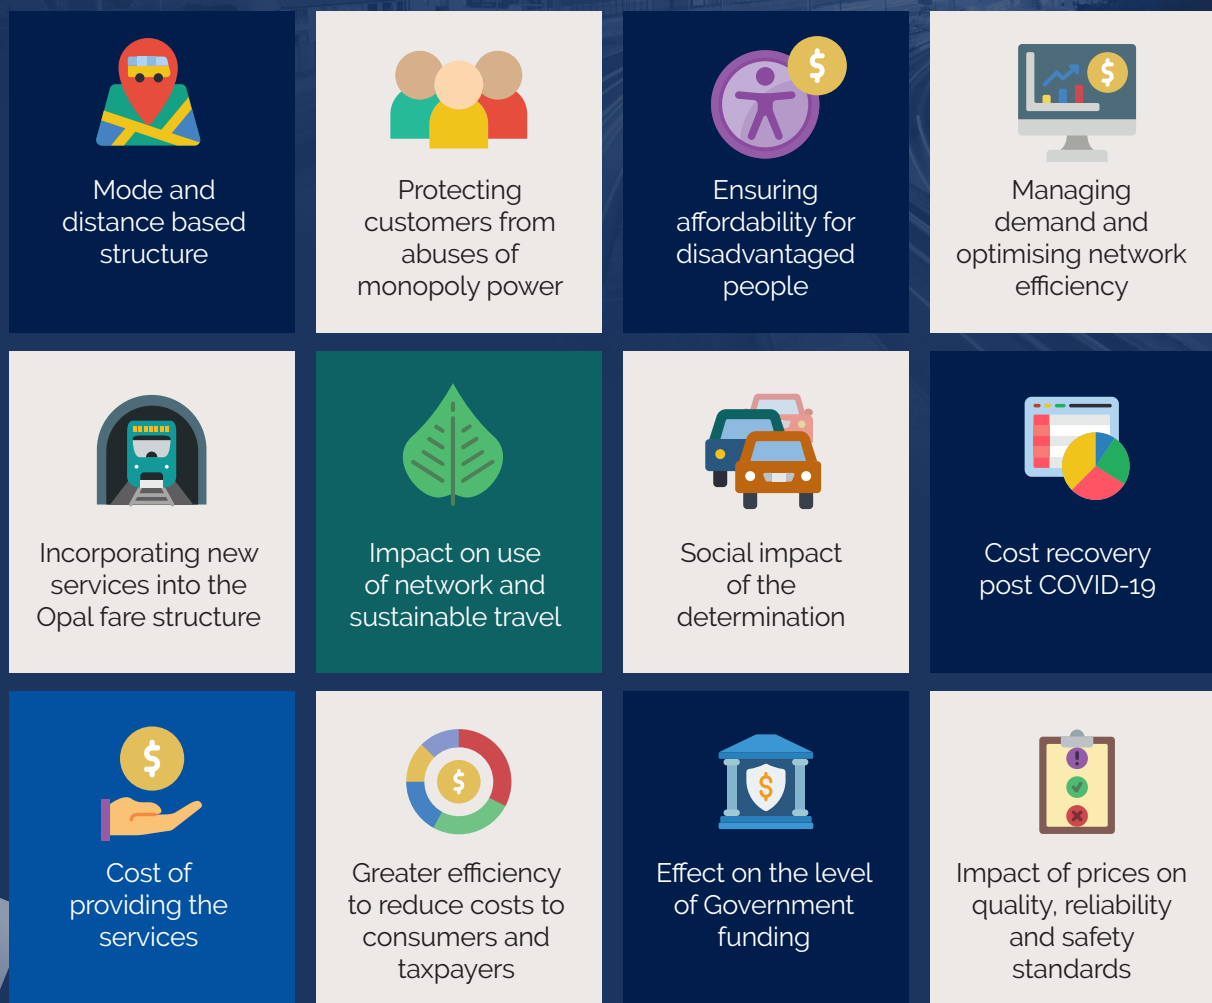 Mode and
distance based
structure
Protecting
customers from
abuses of
monopoly power
Ensuring
affordability for
disadvantaged
people
Managing
demand and
optimising network
efficiency
Incorporating new
services into the
Opal fare structure
Impact on use
of network and
sustainable travel
Social impact
of the
determination
Cost recovery
post COVID-19
Cost of
providing the
services
Greater efficiency
to reduce costs to
consumers and
taxpayers
Effect on the level
of Government
funding
Impact of prices on
quality, reliability
and safety
standards